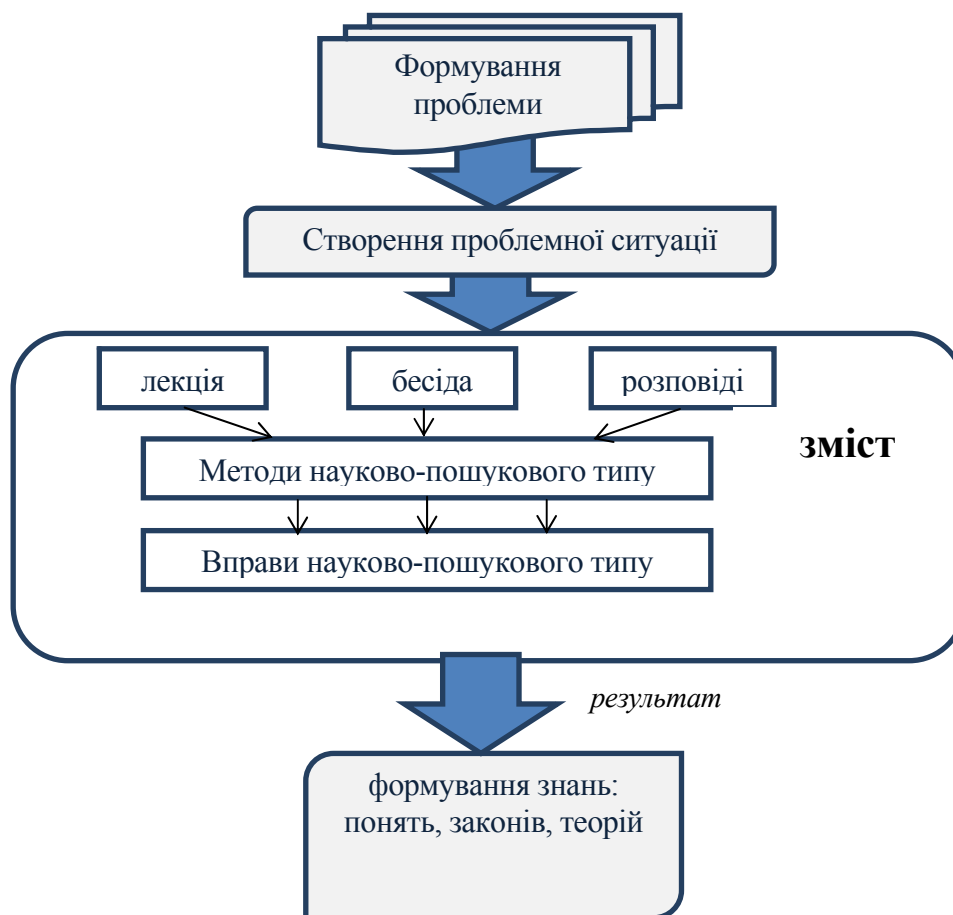 Формування
проблеми
Створення проблемної ситуації
лекція
бесіда
розповіді
зміст
Методи науково-пошукового типу
Вправи науково-пошукового типу
результат
формування знань:
понять, законів, теорій